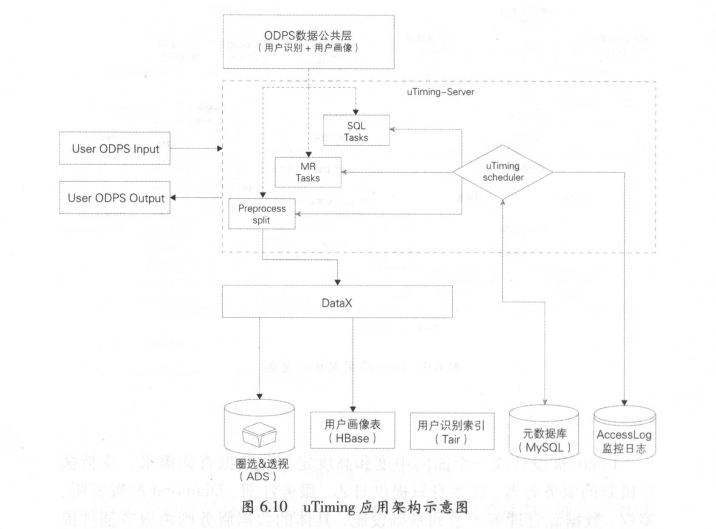 ODPS数据公共层
（用户识别 + 用户画像）
uTiming-Server
SQL
Tasks
User ODPS Input
MR
Tasks
uTiming
scheduler
User ODPS Output
Preprocess
split
DataX
圈选&透视
（ADS）
用户画像表
（HBase）
用户识别索引
（Tair）
元数据库
（MySQL）
AccessLog
监控日志
图 6.10 uTiming 应用架构示意图